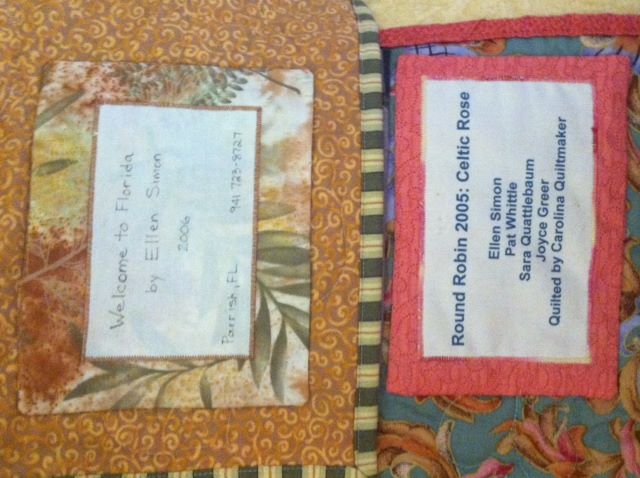 Welcome to Florida
by Ellen Simon
2006
Parrish, FL 941 723-8727
Round Robin 2005: Celtic Rose
Ellen Simon
Pat Whittle
Sara Quattlebaum
Joyce Greer
Quilted by Carolina Quiltmaker